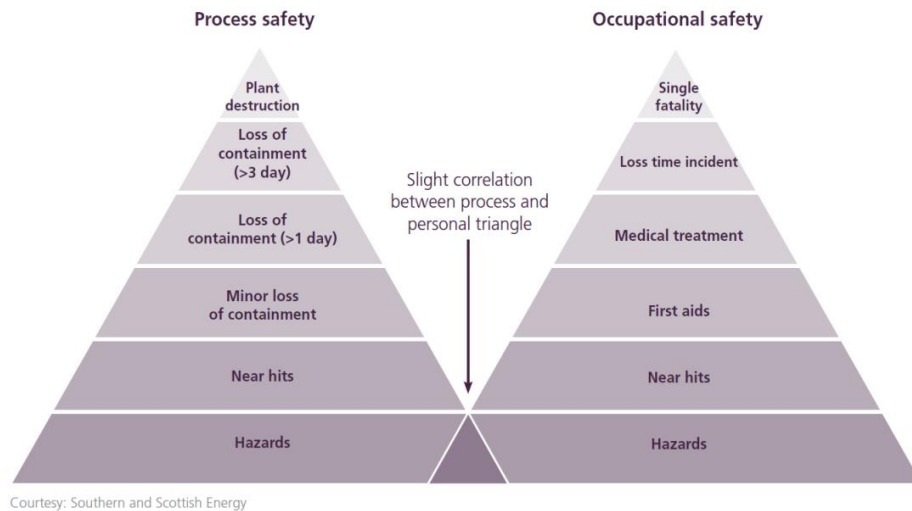 Process safety
Plant
destruction
Loss of
containment
(>3 day)
Loss of
containment (>1 day)
Minor loss
of containment
Near hits
Hazards
Slight correlation
between process and
personal triangle
Occupational safety
Single
fatality
Loss time incident
Medical treatment
First aids
Near hits
Hazards
Courtesy: Southern and Scottish Energy